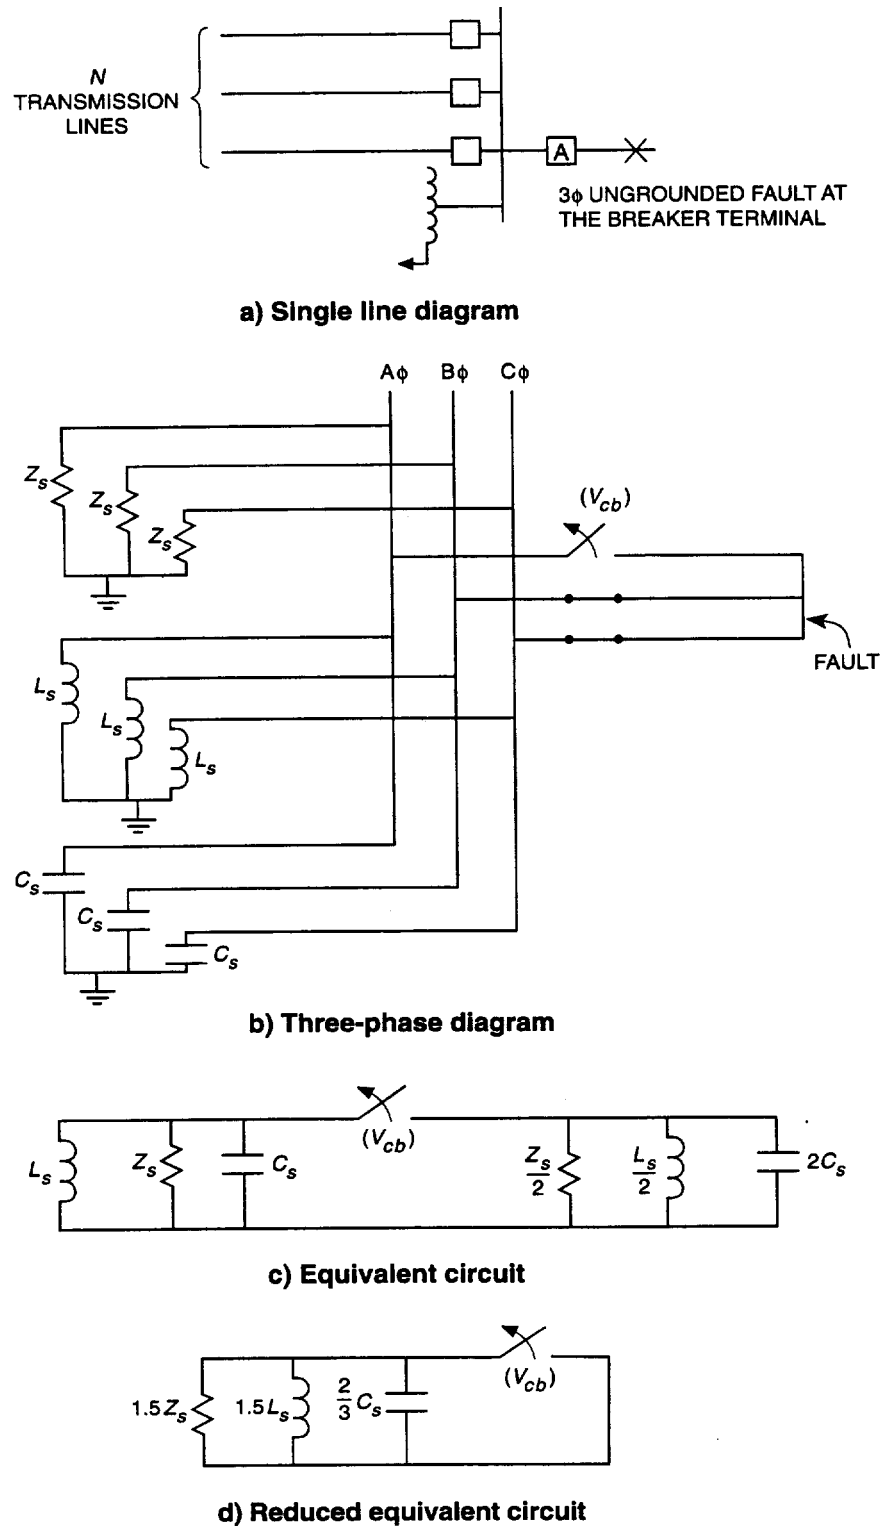 N
TRANSMISSION
LINES
A
3ϕ UNGROUNDED FAULT AT
THE BREAKER TERMINAL
a) Single line diagram
Aϕ Bϕ Cϕ
Zs
Zs
Zs
(Vcb)
FAULT
Ls
Ls
Ls
Cs
Cs
Cs
b) Three-phase diagram
Ls Zs Cs (Vcb) Zs/2 Ls/2 2Cs
c) Equivalent circuit
1.5Zs 1.5Ls 2/3 Cs (Vcb)
d) Reduced equivalent circuit